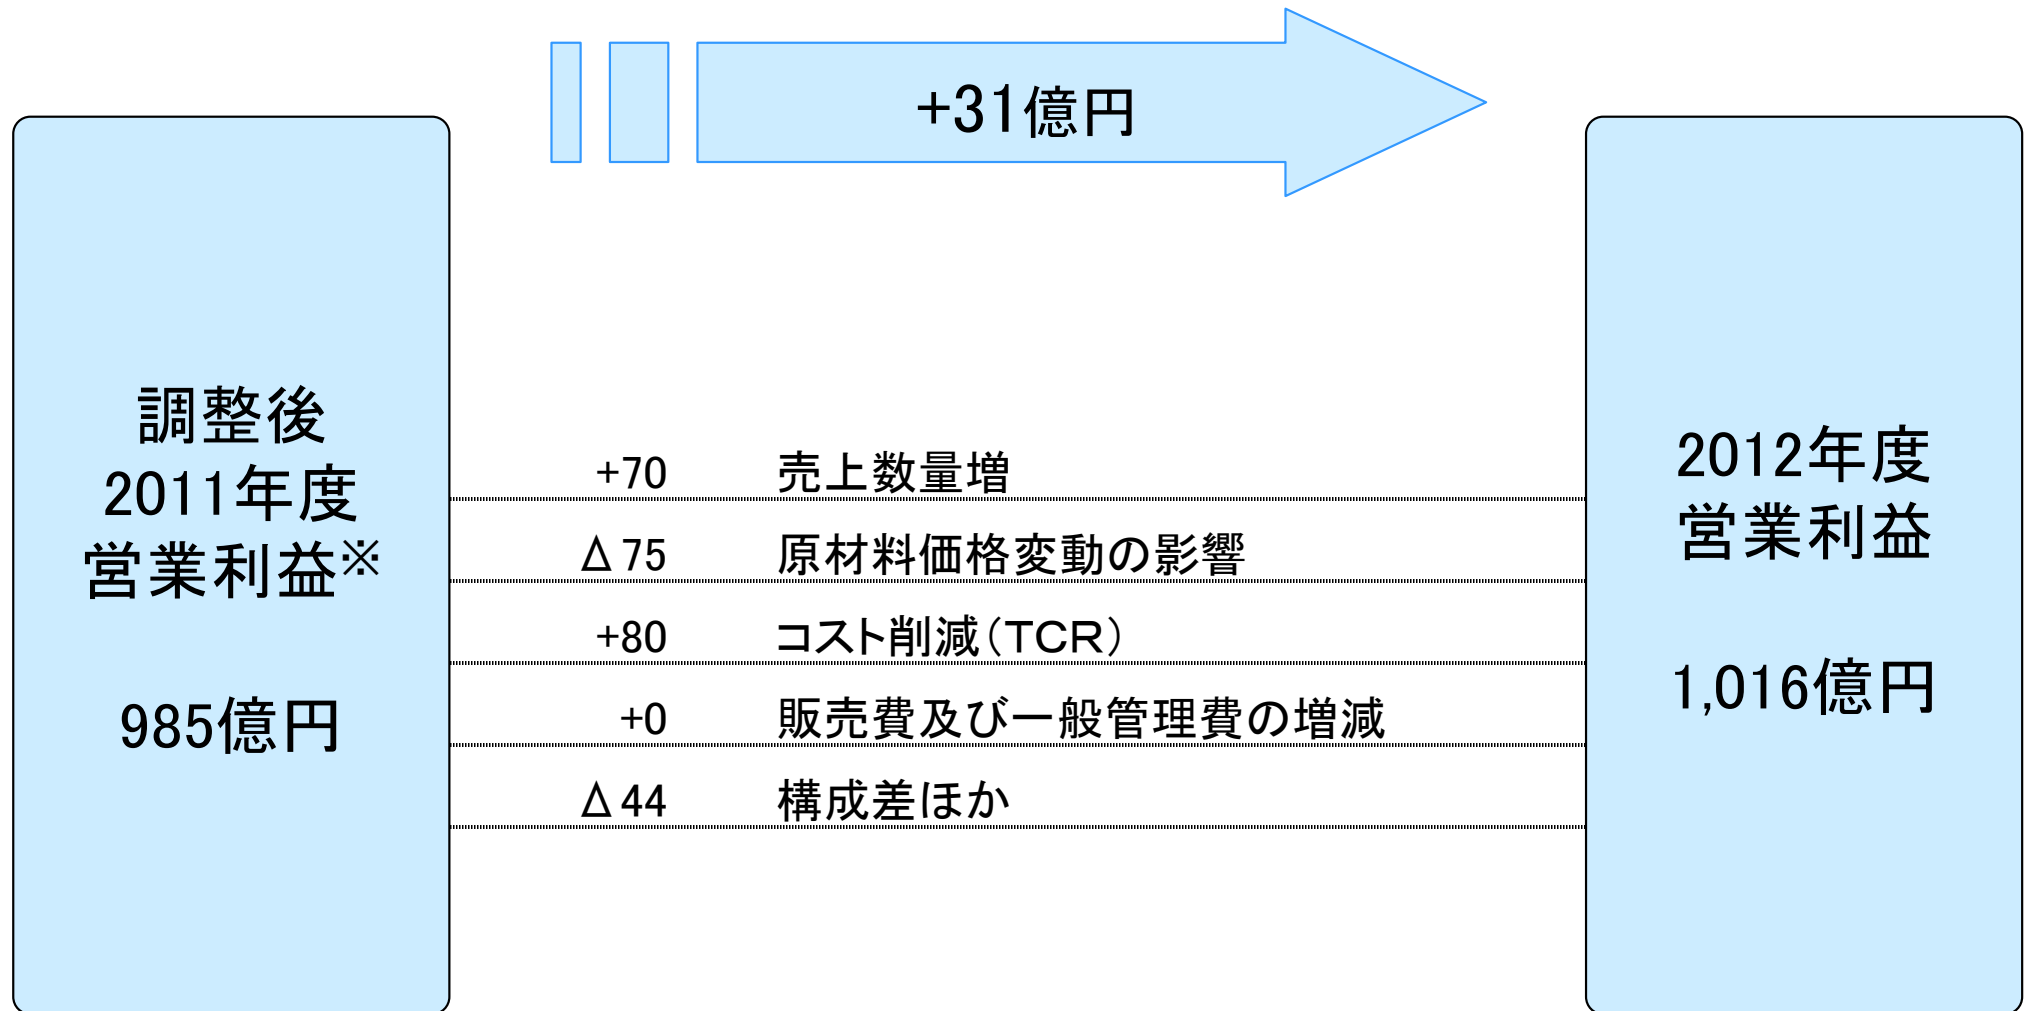 +31億円
調整後
2011年度
営業利益※
985億円
+70 売上数量増
Δ75 原材料価格変動の影響
+80 コスト削減(TCR)
+0 販売費及び一般管理費の増減
Δ44 構成差ほか
2012年度
営業利益
1,016億円